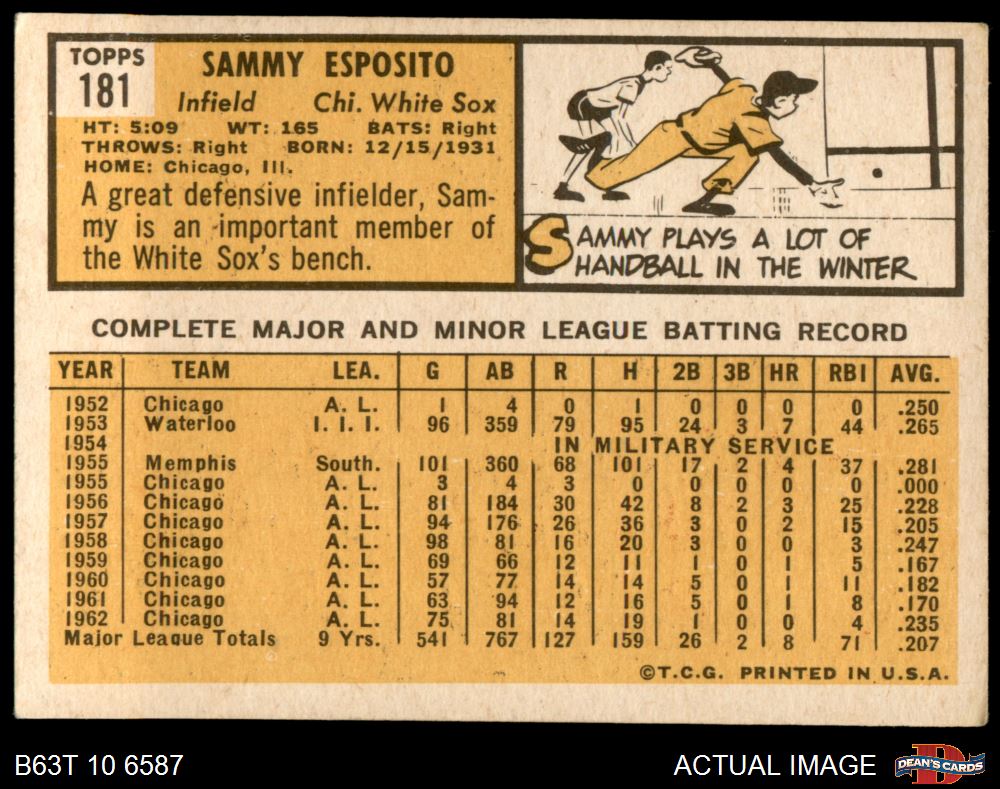 TOPPS
181
SAMMY ESPOSITO
Infield Chi. White Sox
HT: 5:09 WT: 165 BATS: Right
THROWS: Right BORN: 12/15/1931
HOME: Chicago, Ill.
A great defensive infielder, Sam-
my is an important member of
the White Sox's bench.
SAMMY PLAYS A LOT OF
HANDBALL IN THE WINTER
COMPLETE MAJOR AND MINOR LEAGUE BATTING RECORD
YEAR TEAM LEA. G AB R H 2B 3B HR RBI AVG.
1952 Chicago A. L. 1 4 0 1 0 0 0 0 .250
1953 Waterloo I. I. I. 96 359 79 95 24 3 7 44 .265
1954 IN MILITARY SERVICE
1955 Memphis South. 101 360 68 101 17 2 4 37 .281
1955 Chicago A. L. 3 4 3 0 0 0 0 0 .000
1956 Chicago A. L. 81 184 30 42 8 2 3 25 .228
1957 Chicago A. L. 94 176 26 36 3 0 2 15 .205
1958 Chicago A. L. 98 81 16 20 3 0 0 3 .247
1959 Chicago A. L. 69 66 12 11 1 0 1 5 .167
1960 Chicago A. L. 57 77 14 14 5 0 1 11 .182
1961 Chicago A. L. 63 94 12 16 5 0 1 8 .170
1962 Chicago A. L. 75 81 14 19 1 0 0 4 .235
Major League Totals 9 Yrs. 541 767 127 159 26 2 8 71 .207
©T.C.G. PRINTED IN U.S.A.
B63T 10 6587 ACTUAL IMAGE
DEAN'S CARDS